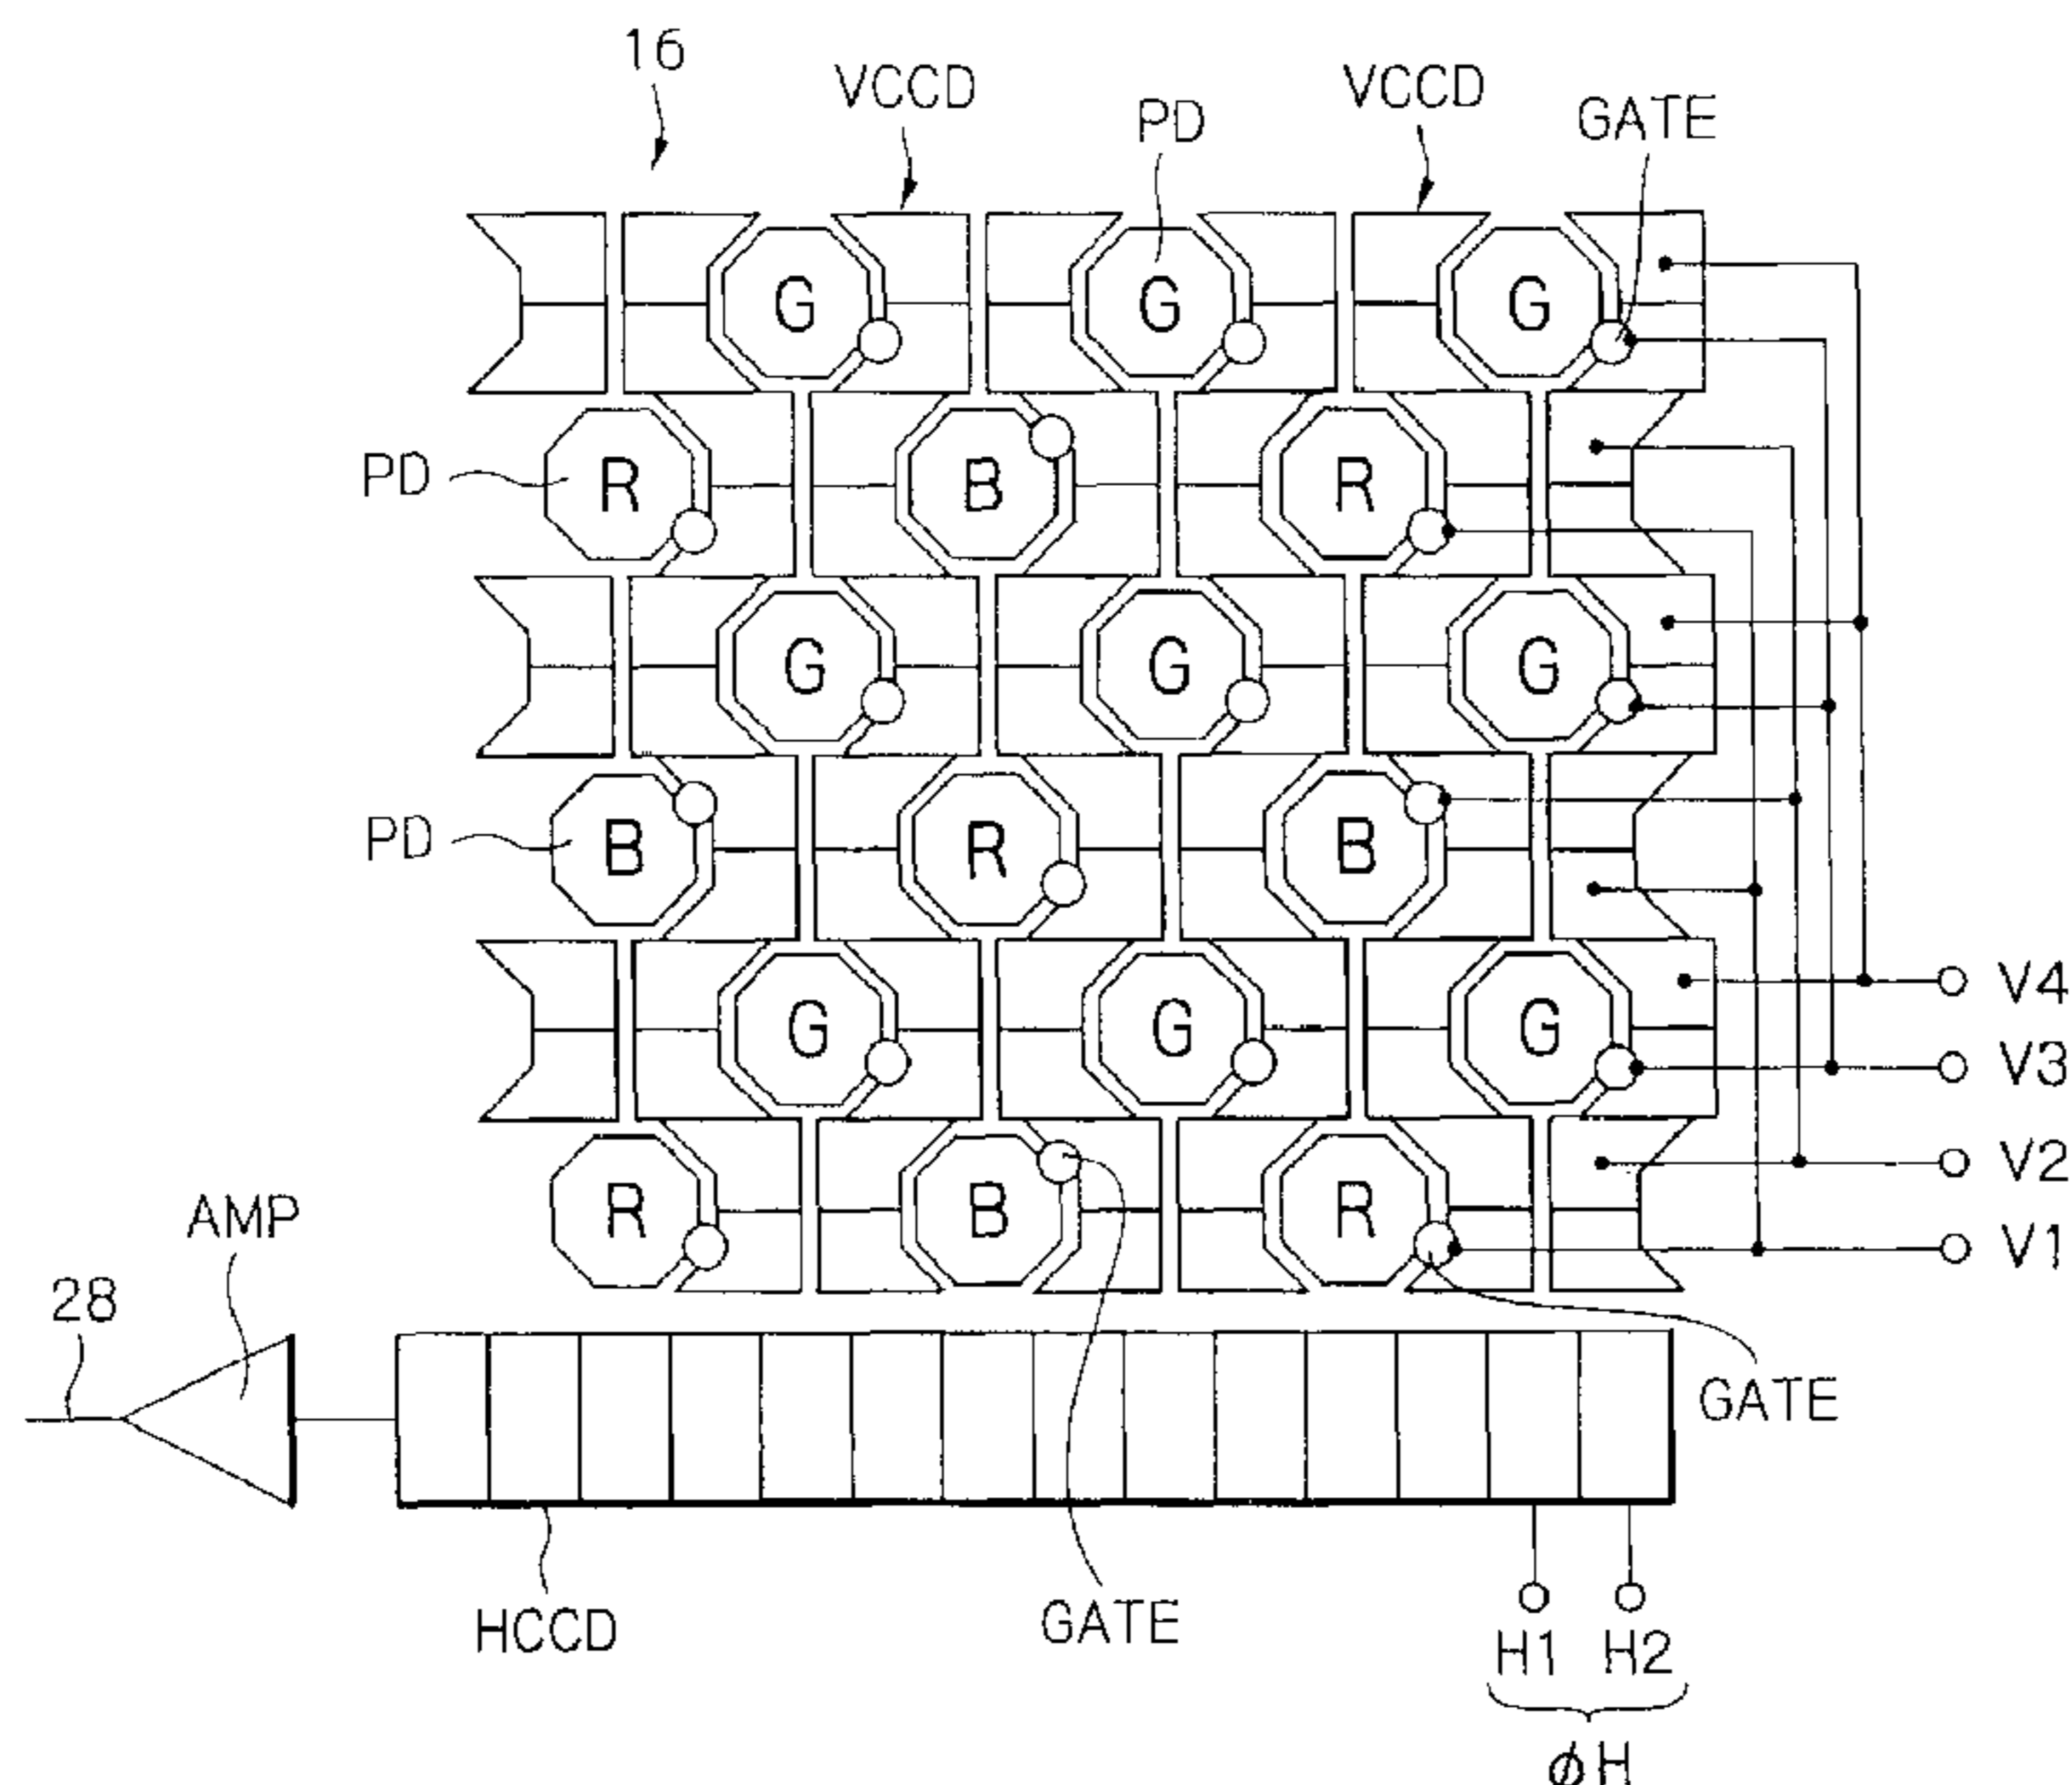 16
VCCD
PD
VCCD
GATE
G G G
PD R B R
G G G
PD B R B
G G G
V4
V3
V2
V1
R B R
AMP
28
GATE
HCCD
GATE
H1 H2
φH